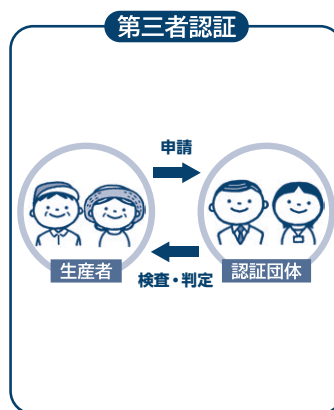 第三者認証
申請
生産者
認証団体
検査・判定